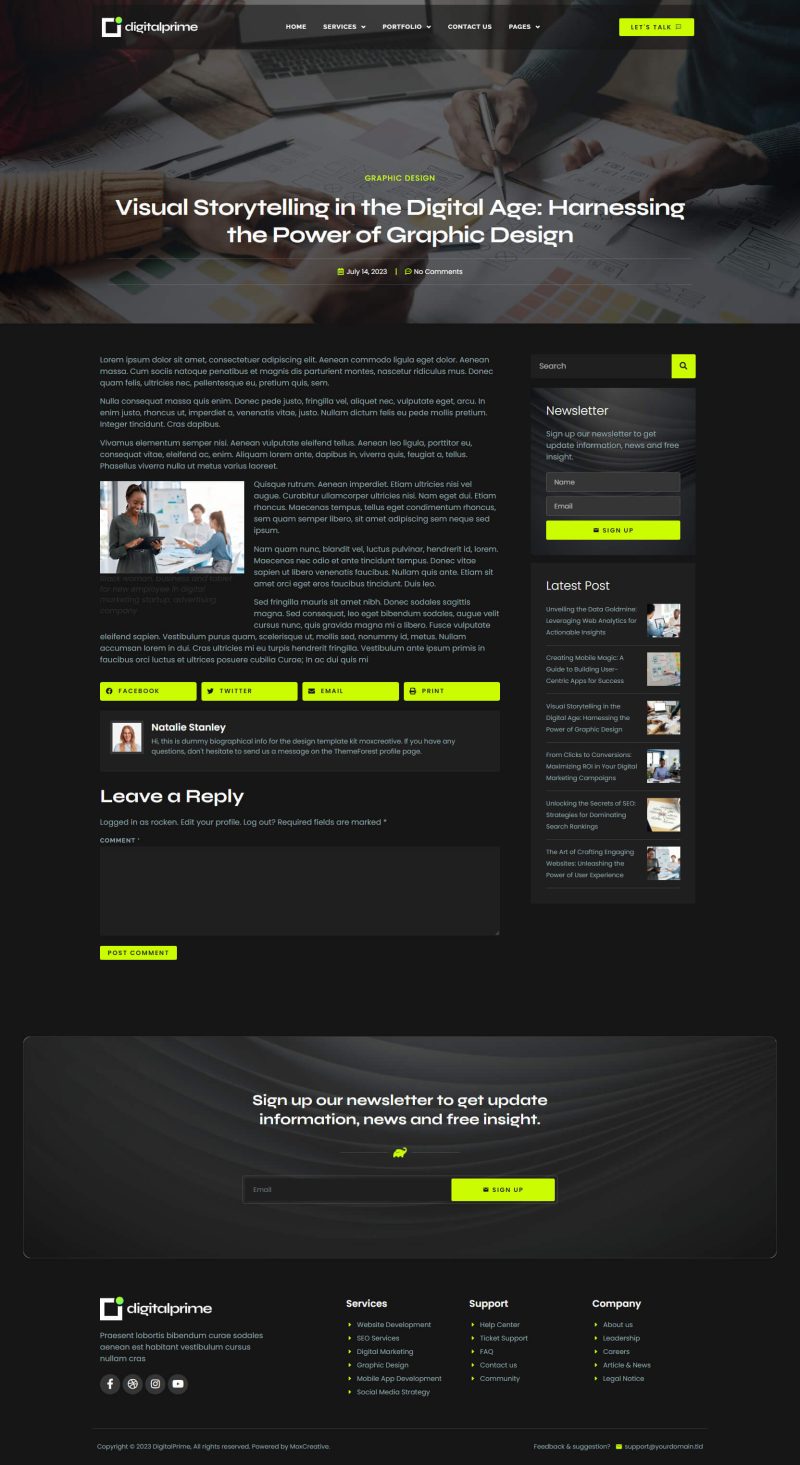 digitalprime
HOME SERVICES PORTFOLIO CONTACT US PAGES
LET'S TALK
GRAPHIC DESIGN
Visual Storytelling in the Digital Age: Harnessing
the Power of Graphic Design
July 14, 2023 | No Comments
Lorem ipsum dolor sit amet, consectetuer adipiscing elit. Aenean commodo ligula eget dolor. Aenean
massa. Cum sociis natoque penatibus et magnis dis parturient montes, nascetur ridiculus mus. Donec
quam felis, ultricies nec, pellentesque eu, pretium quis, sem.
Nulla consequat massa quis enim. Donec pede justo, fringilla vel, aliquet nec, vulputate eget, arcu. In
enim justo, rhoncus ut, imperdiet a, venenatis vitae, justo. Nullam dictum felis eu pede mollis pretium.
Integer tincidunt. Cras dapibus.
Vivamus elementum semper nisi. Aenean vulputate eleifend tellus. Aenean leo ligula, porttitor eu,
consequat vitae, eleifend ac, enim. Aliquam lorem ante, dapibus in, viverra quis, feugiat a, tellus.
Phasellus viverra nulla ut metus varius laoreet.
Quisque rutrum. Aenean imperdiet. Etiam ultricies nisi vel
augue. Curabitur ullamcorper ultricies nisi. Nam eget dui. Etiam
rhoncus. Maecenas tempus, tellus eget condimentum rhoncus,
sem quam semper libero, sit amet adipiscing sem neque sed
ipsum.
Black woman, business and tablet
for new employee in digital
marketing startup, advertising
company
Nam quam nunc, blandit vel, luctus pulvinar, hendrerit id, lorem.
Maecenas nec odio et ante tincidunt tempus. Donec vitae
sapien ut libero venenatis faucibus. Nullam quis ante. Etiam sit
amet orci eget eros faucibus tincidunt. Duis leo.
Sed fringilla mauris sit amet nibh. Donec sodales sagittis
magna. Sed consequat, leo eget bibendum sodales, augue velit
cursus nunc, quis gravida magna mi a libero. Fusce vulputate
eleifend sapien. Vestibulum purus quam, scelerisque ut, mollis sed, nonummy id, metus. Nullam
accumsan lorem in dui. Cras ultricies mi eu turpis hendrerit fringilla. Vestibulum ante ipsum primis in
faucibus orci luctus et ultrices posuere cubilia Curae; In ac dui quis mi
FACEBOOK TWITTER EMAIL PRINT
Natalie Stanley
Hi, this is dummy biographical info for the design template kit moxcreative. If you have any
questions, don't hesitate to send us a message on the ThemeForest profile page.
Leave a Reply
Logged in as rocken. Edit your profile. Log out? Required fields are marked *
COMMENT *
POST COMMENT
Search
Newsletter
Sign up our newsletter to get
update information, news and free
insight.
Name
Email
SIGN UP
Latest Post
Unveiling the Data Goldmine:
Leveraging Web Analytics for
Actionable Insights
Creating Mobile Magic: A
Guide to Building User-
Centric Apps for Success
Visual Storytelling in the
Digital Age: Harnessing the
Power of Graphic Design
From Clicks to Conversions:
Maximizing ROI in Your Digital
Marketing Campaigns
Unlocking the Secrets of SEO:
Strategies for Dominating
Search Rankings
The Art of Crafting Engaging
Websites: Unleashing the
Power of User Experience
Sign up our newsletter to get update
information, news and free insight.
Email
SIGN UP
digitalprime
Praesent lobortis bibendum curae sodales
aenean est habitant vestibulum cursus
nullam cras
Services
Website Development
SEO Services
Digital Marketing
Graphic Design
Mobile App Development
Social Media Strategy
Support
Help Center
Ticket Support
FAQ
Contact us
Community
Company
About us
Leadership
Careers
Article & News
Legal Notice
Copyright © 2023 DigitalPrime, All rights reserved. Powered by MoxCreative.
Feedback & suggestion? support@yourdomain.tld